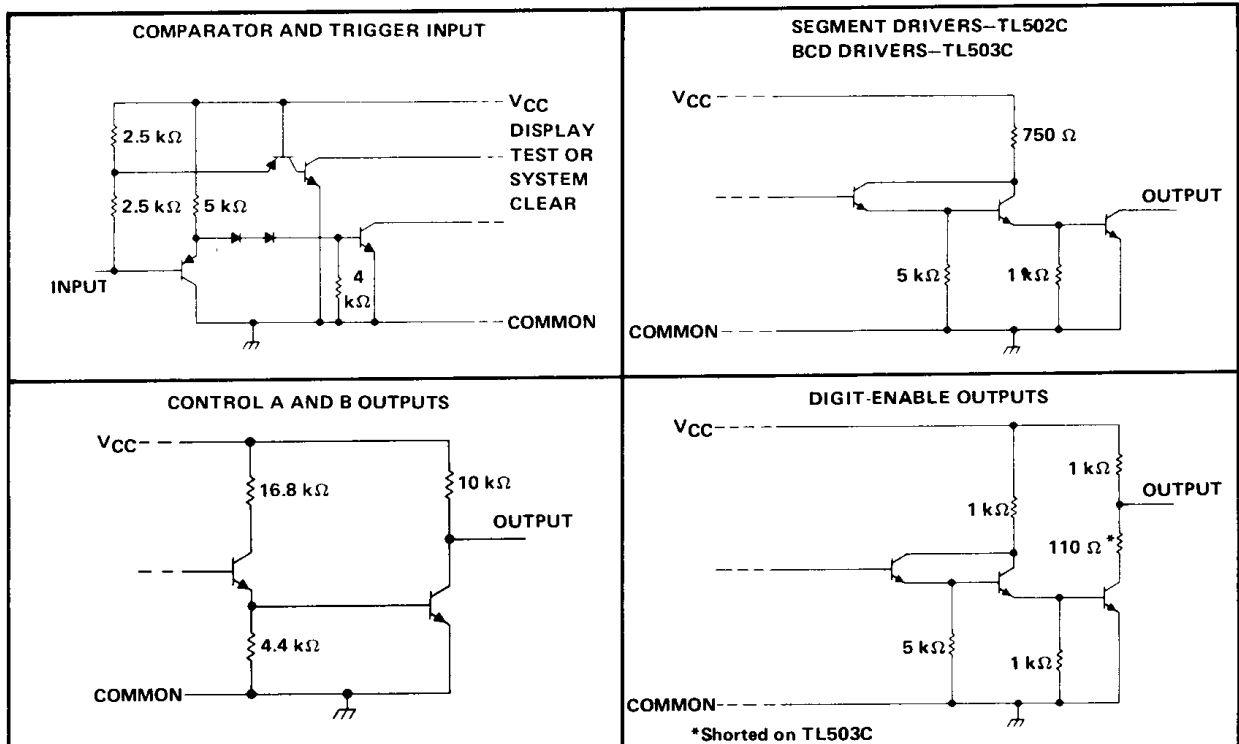 COMPARATOR AND TRIGGER INPUT
VCC
2.5 kΩ
DISPLAY
TEST OR
SYSTEM
CLEAR
2.5 kΩ
5 kΩ
INPUT
4
kΩ
COMMON
SEGMENT DRIVERS–TL502C
BCD DRIVERS–TL503C
VCC
750 Ω
OUTPUT
5 kΩ
1 kΩ
COMMON
CONTROL A AND B OUTPUTS
VCC
16.8 kΩ
10 kΩ
OUTPUT
4.4 kΩ
COMMON
DIGIT-ENABLE OUTPUTS
VCC
1 kΩ
OUTPUT
1 kΩ
110 Ω*
5 kΩ
1 kΩ
COMMON
*Shorted on TL503C